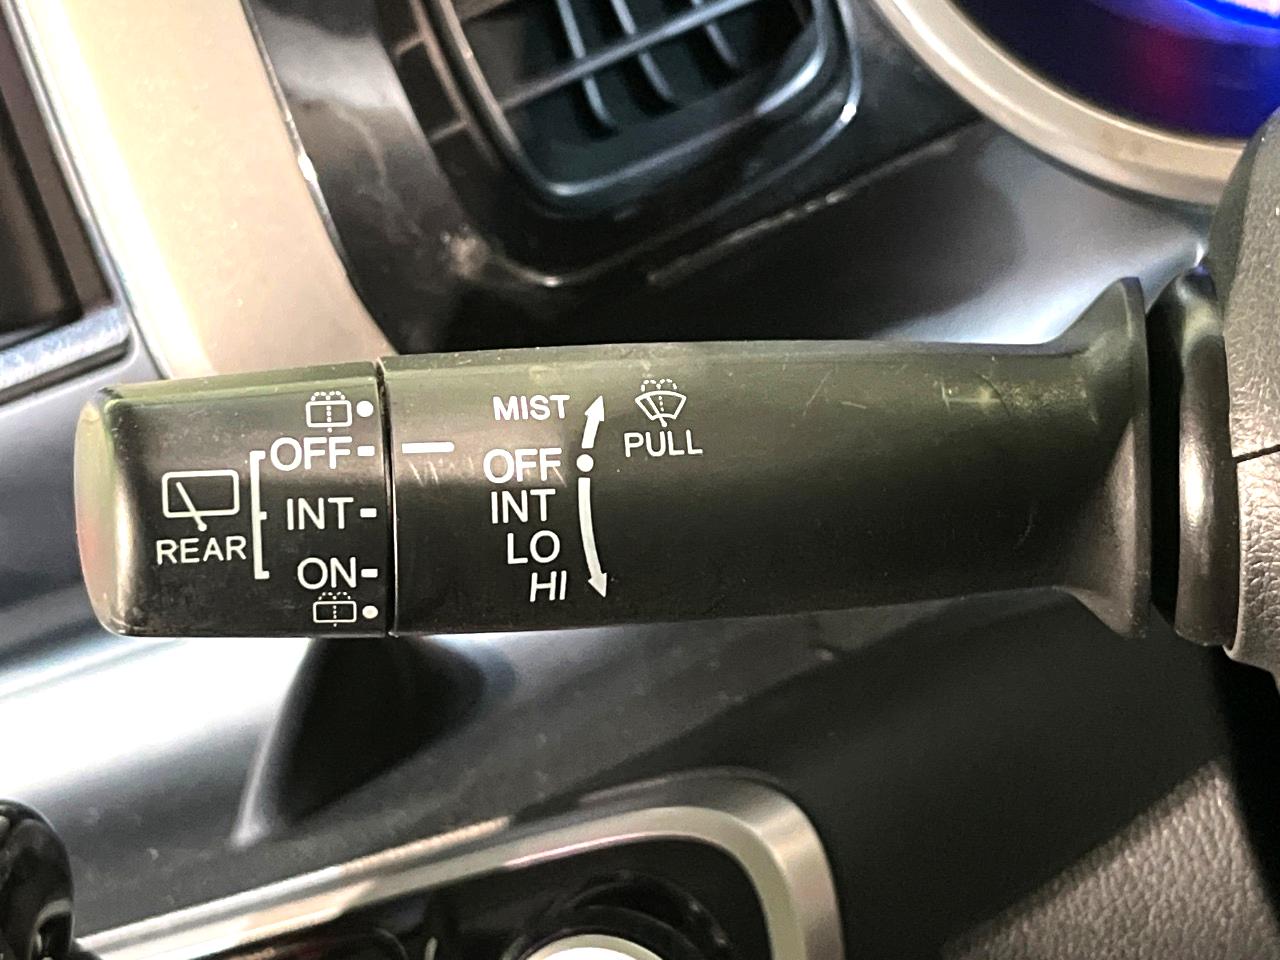 OFF
INT
ON
REAR
MIST
OFF
INT
LO
HI
PULL